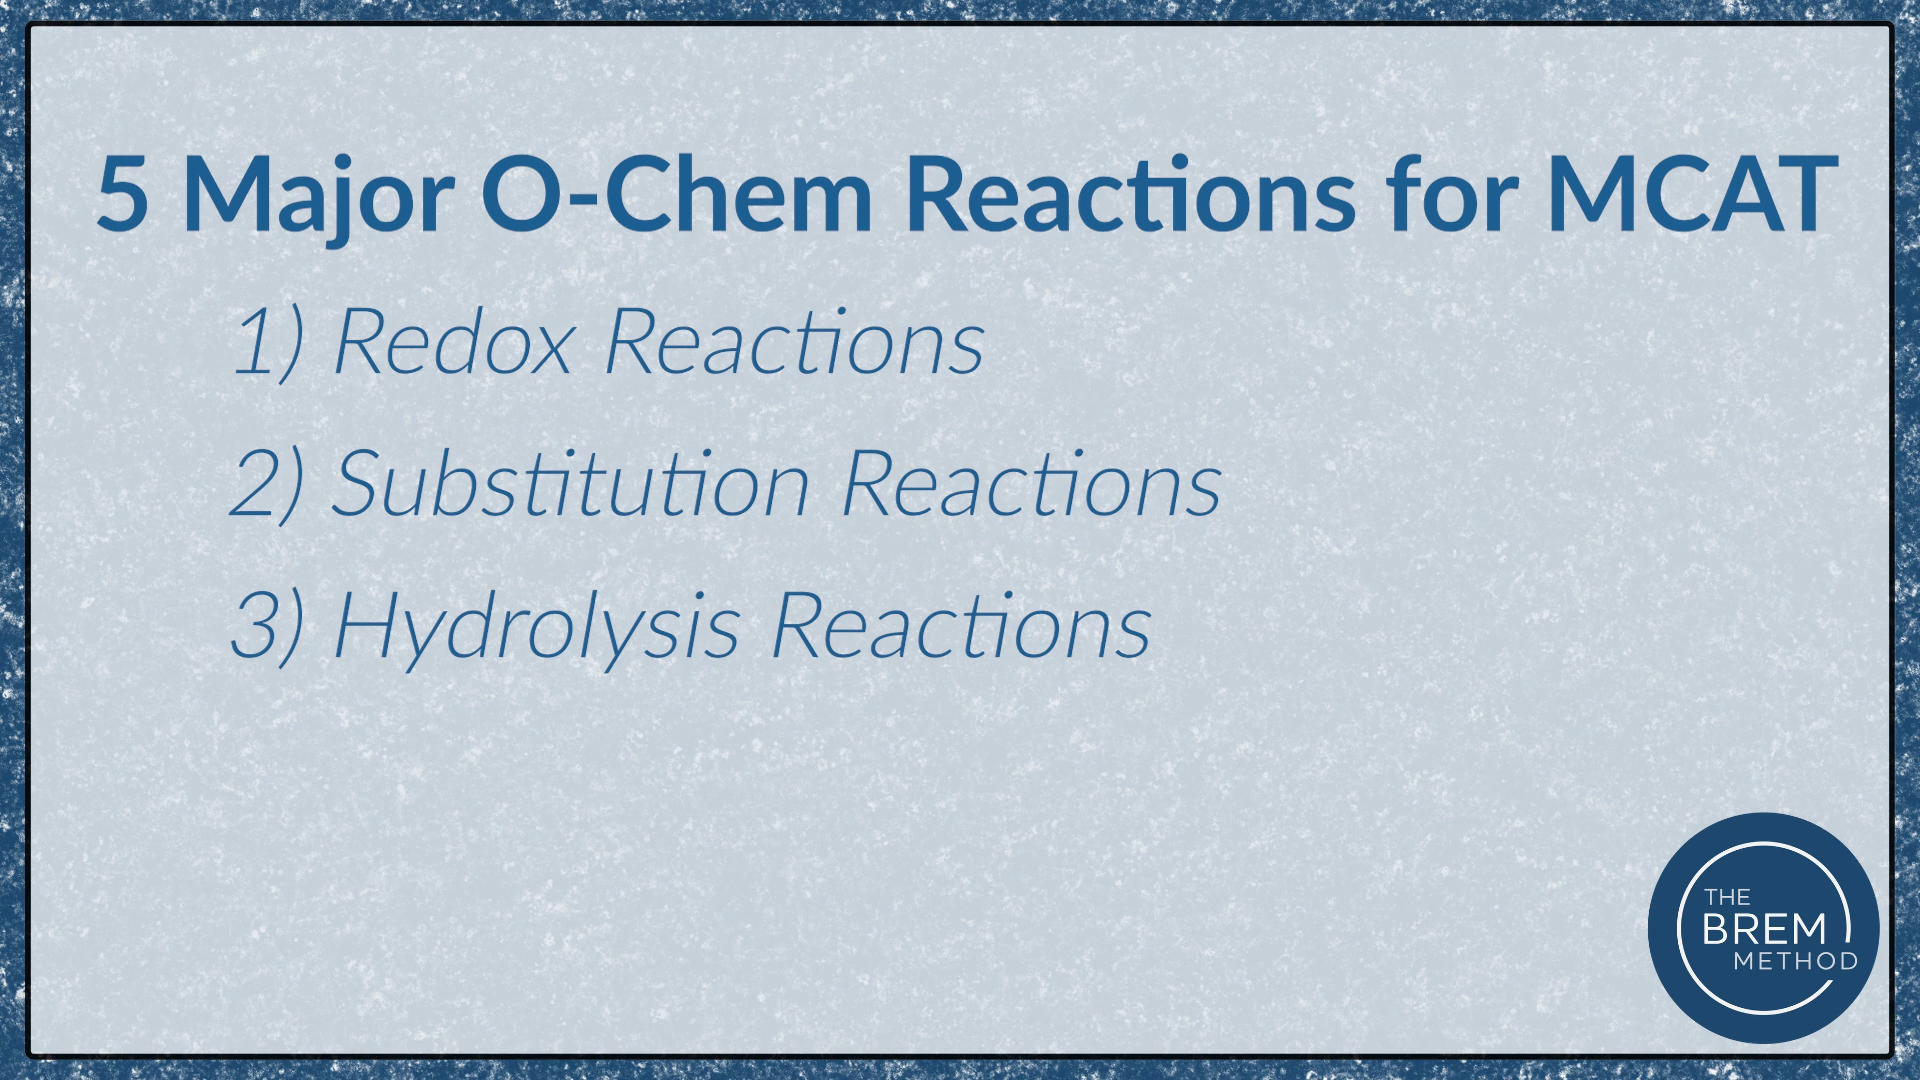 5 Major O-Chem Reactions for MCAT
1) Redox Reactions
2) Substitution Reactions
3) Hydrolysis Reactions
THE
BREM
METHOD